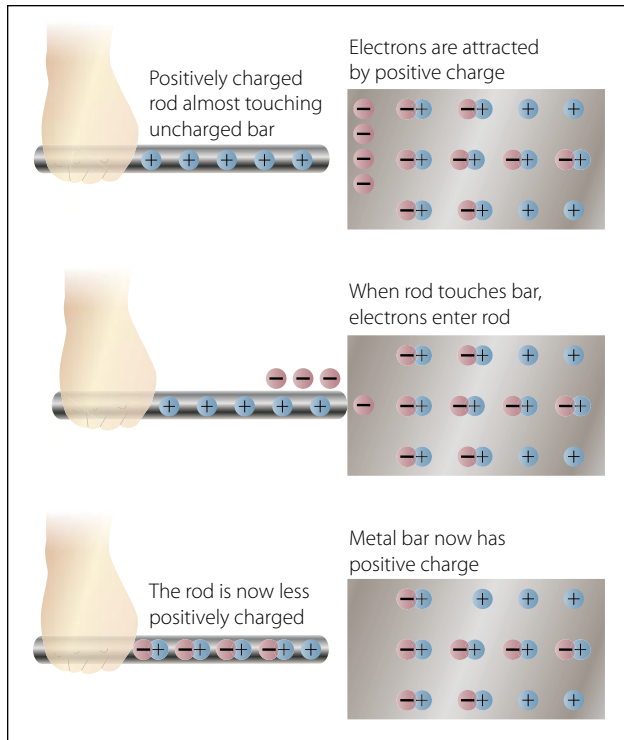 Positively charged
rod almost touching
uncharged bar
Electrons are attracted
by positive charge
When rod touches bar,
electrons enter rod
The rod is now less
positively charged
Metal bar now has
positive charge